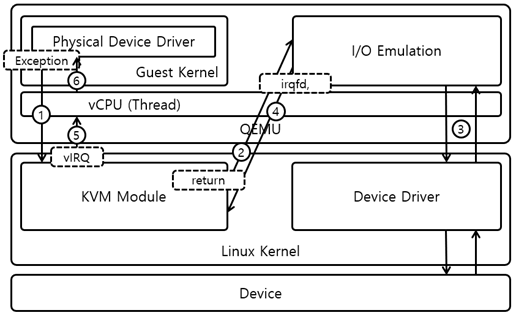 Physical Device Driver
I/O Emulation
Exception
⑥
Guest Kernel
irqfd,
vCPU (Thread)
①
④
⑤
QEMU
③
②
vIRQ
return
KVM Module
Device Driver
Linux Kernel
Device